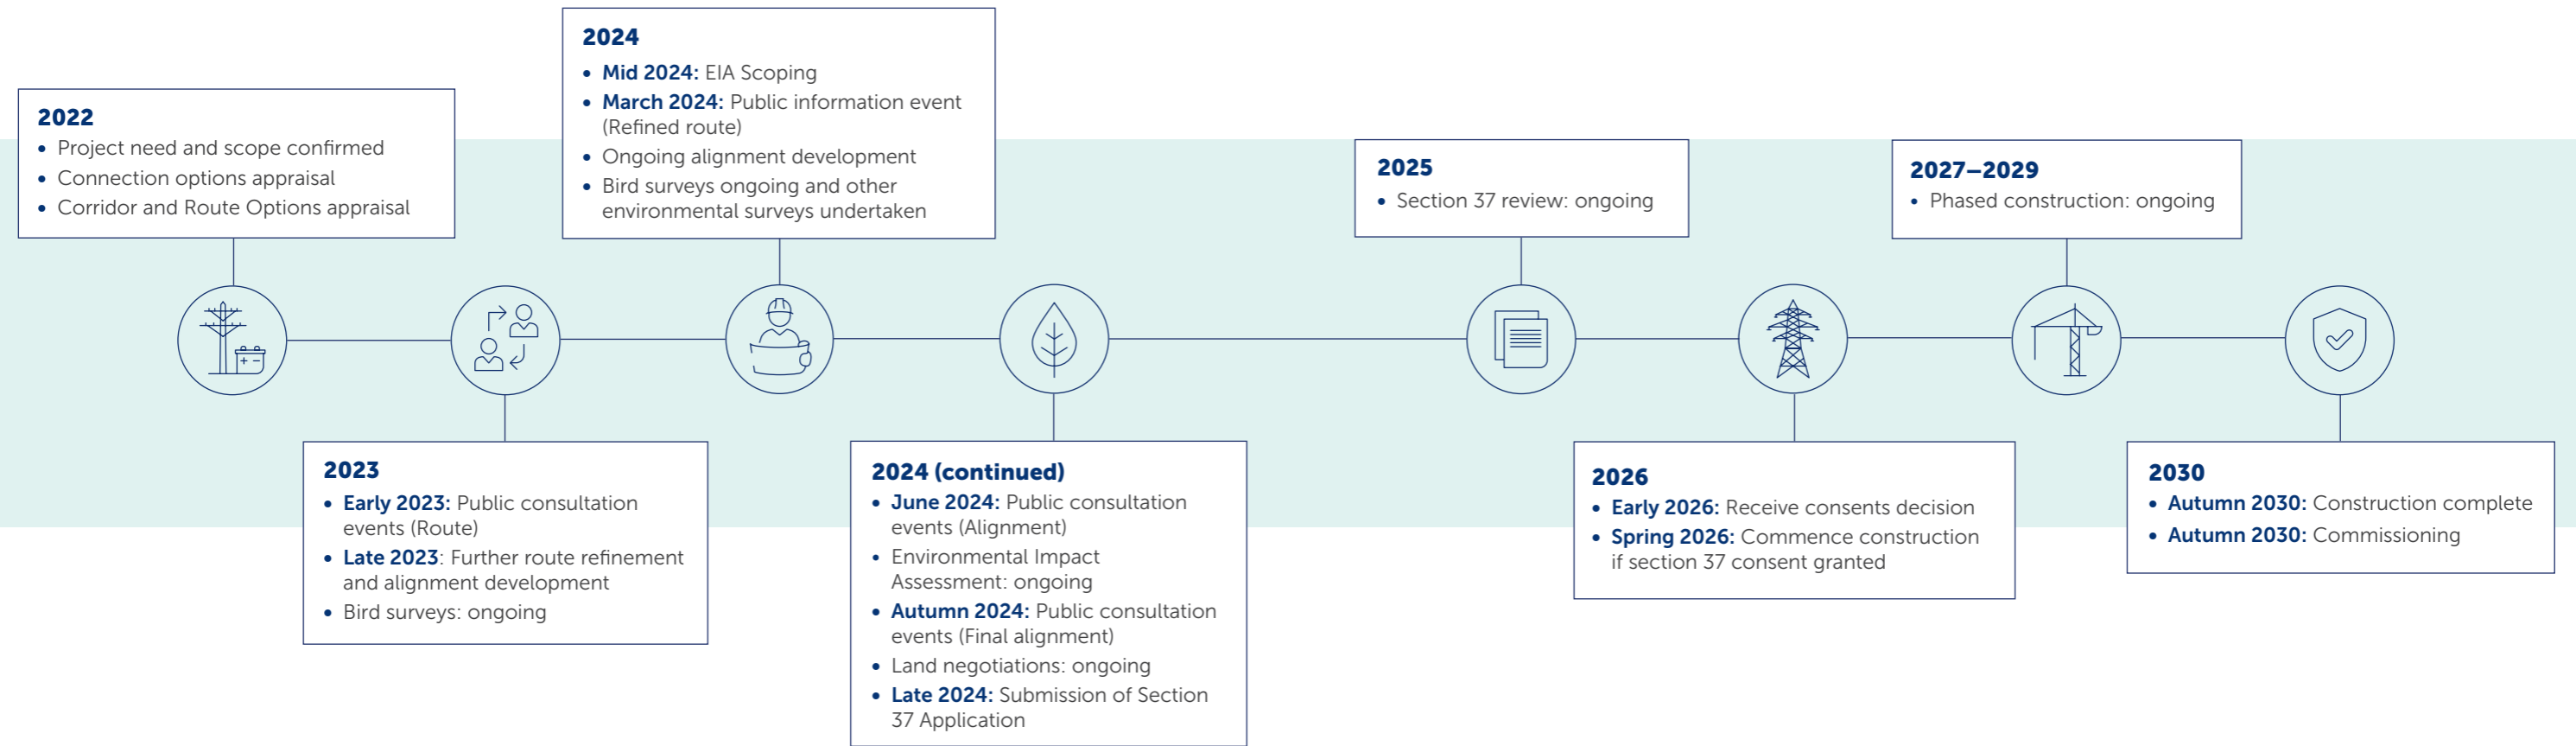 2022
• Project need and scope confirmed
• Connection options appraisal
• Corridor and Route Options appraisal
2023
• Early 2023: Public consultation
events (Route)
• Late 2023: Further route refinement
and alignment development
• Bird surveys: ongoing
2024
• Mid 2024: EIA Scoping
• March 2024: Public information event
(Refined route)
• Ongoing alignment development
• Bird surveys ongoing and other
environmental surveys undertaken
2024 (continued)
• June 2024: Public consultation
events (Alignment)
• Environmental Impact
Assessment: ongoing
• Autumn 2024: Public consultation
events (Final alignment)
• Land negotiations: ongoing
• Late 2024: Submission of Section
37 Application
2025
• Section 37 review: ongoing
2026
• Early 2026: Receive consents decision
• Spring 2026: Commence construction
if section 37 consent granted
2027–2029
• Phased construction: ongoing
2030
• Autumn 2030: Construction complete
• Autumn 2030: Commissioning